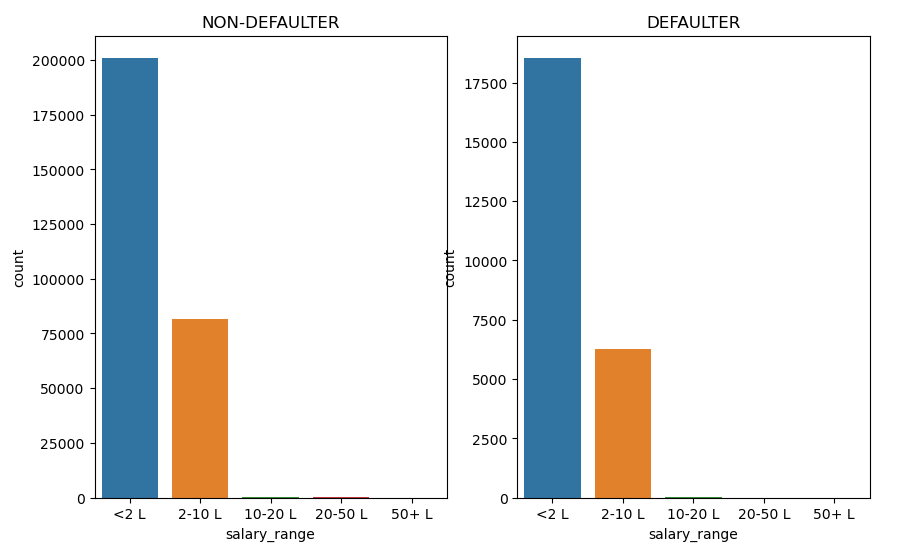 NON-DEFAULTER
200000
175000
150000
125000
100000
75000
50000
25000
0
count
<2 L 2-10 L 10-20 L 20-50 L 50+ L
salary_range
DEFAULTER
17500
15000
12500
10000
7500
5000
2500
0
count
<2 L 2-10 L 10-20 L 20-50 L 50+ L
salary_range